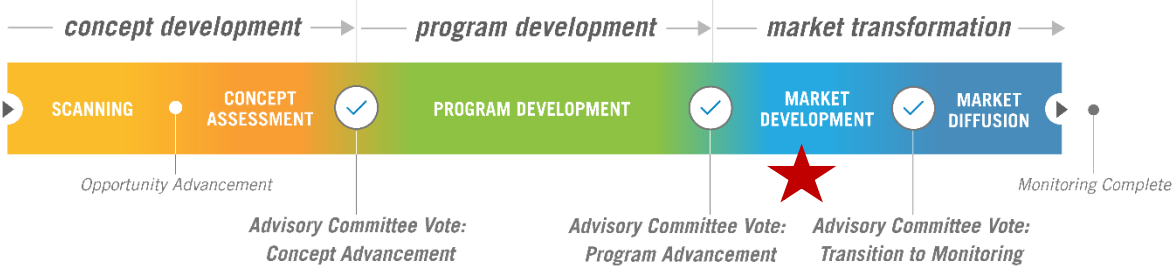 concept development
program development
market transformation
SCANNING
CONCEPT
ASSESSMENT
PROGRAM DEVELOPMENT
MARKET
DEVELOPMENT
MARKET
DIFFUSION
Opportunity Advancement
Monitoring Complete
Advisory Committee Vote:
Concept Advancement
Advisory Committee Vote:
Program Advancement
Advisory Committee Vote:
Transition to Monitoring